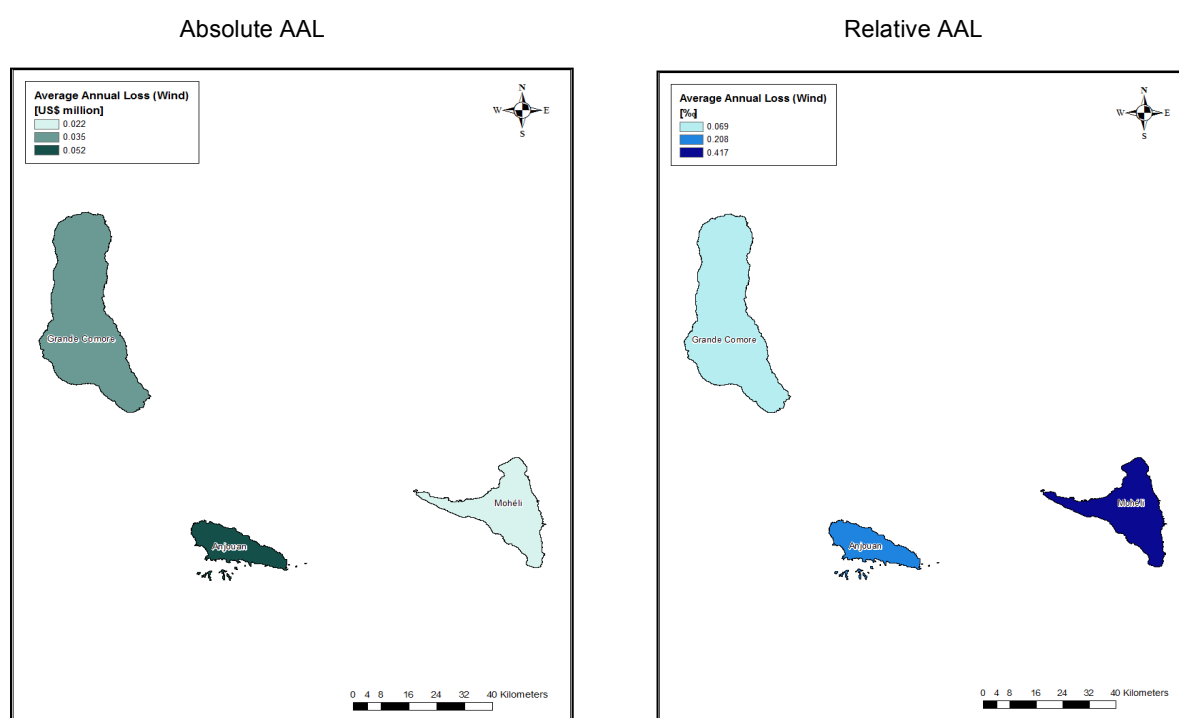 Absolute AAL
Relative AAL
Average Annual Loss (Wind)
[US$ million]
0.022
0.035
0.052
N
W
E
S
Grande Comore
Mohéli
Anjouan
0 4 8 16 24 32 40 Kilometers
Average Annual Loss (Wind)
[‰]
0.069
0.208
0.417
N
W
E
S
Grande Comore
Mohéli
Anjouan
0 4 8 16 24 32 40 Kilometers